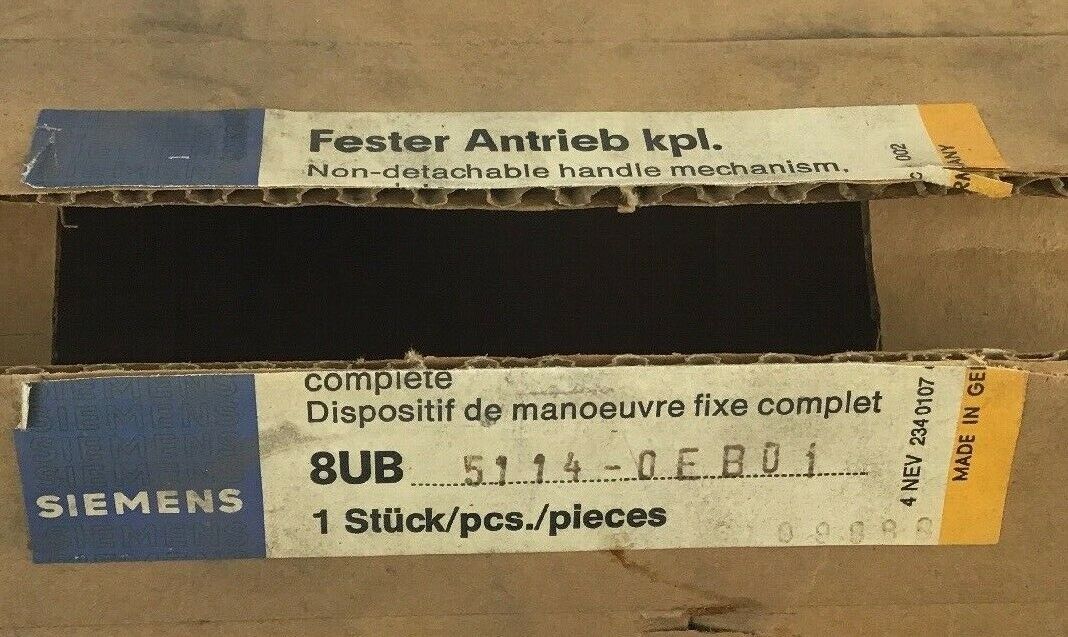 Fester Antrieb kpl.
Non-detachable handle mechanism.
complete
Dispositif de manoeuvre fixe complet
8UB 5114-0EB01
1 Stück/pcs./pieces
SIEMENS
4 NEV 234 0107
002
MADE IN